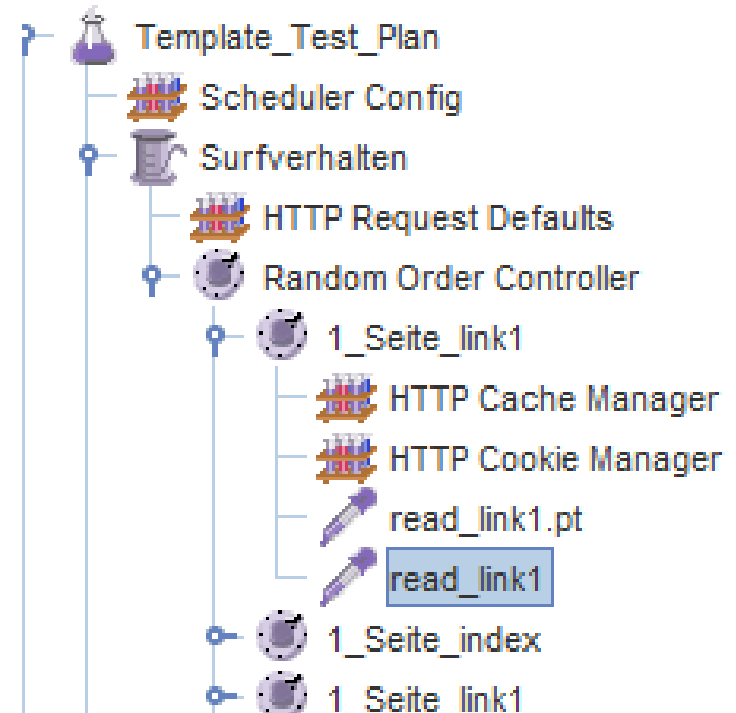 Template_Test_Plan
Scheduler Config
Surfverhalten
HTTP Request Defaults
Random Order Controller
1_Seite_link1
HTTP Cache Manager
HTTP Cookie Manager
read_link1.pt
read_link1
1_Seite_index
1_Seite_link1